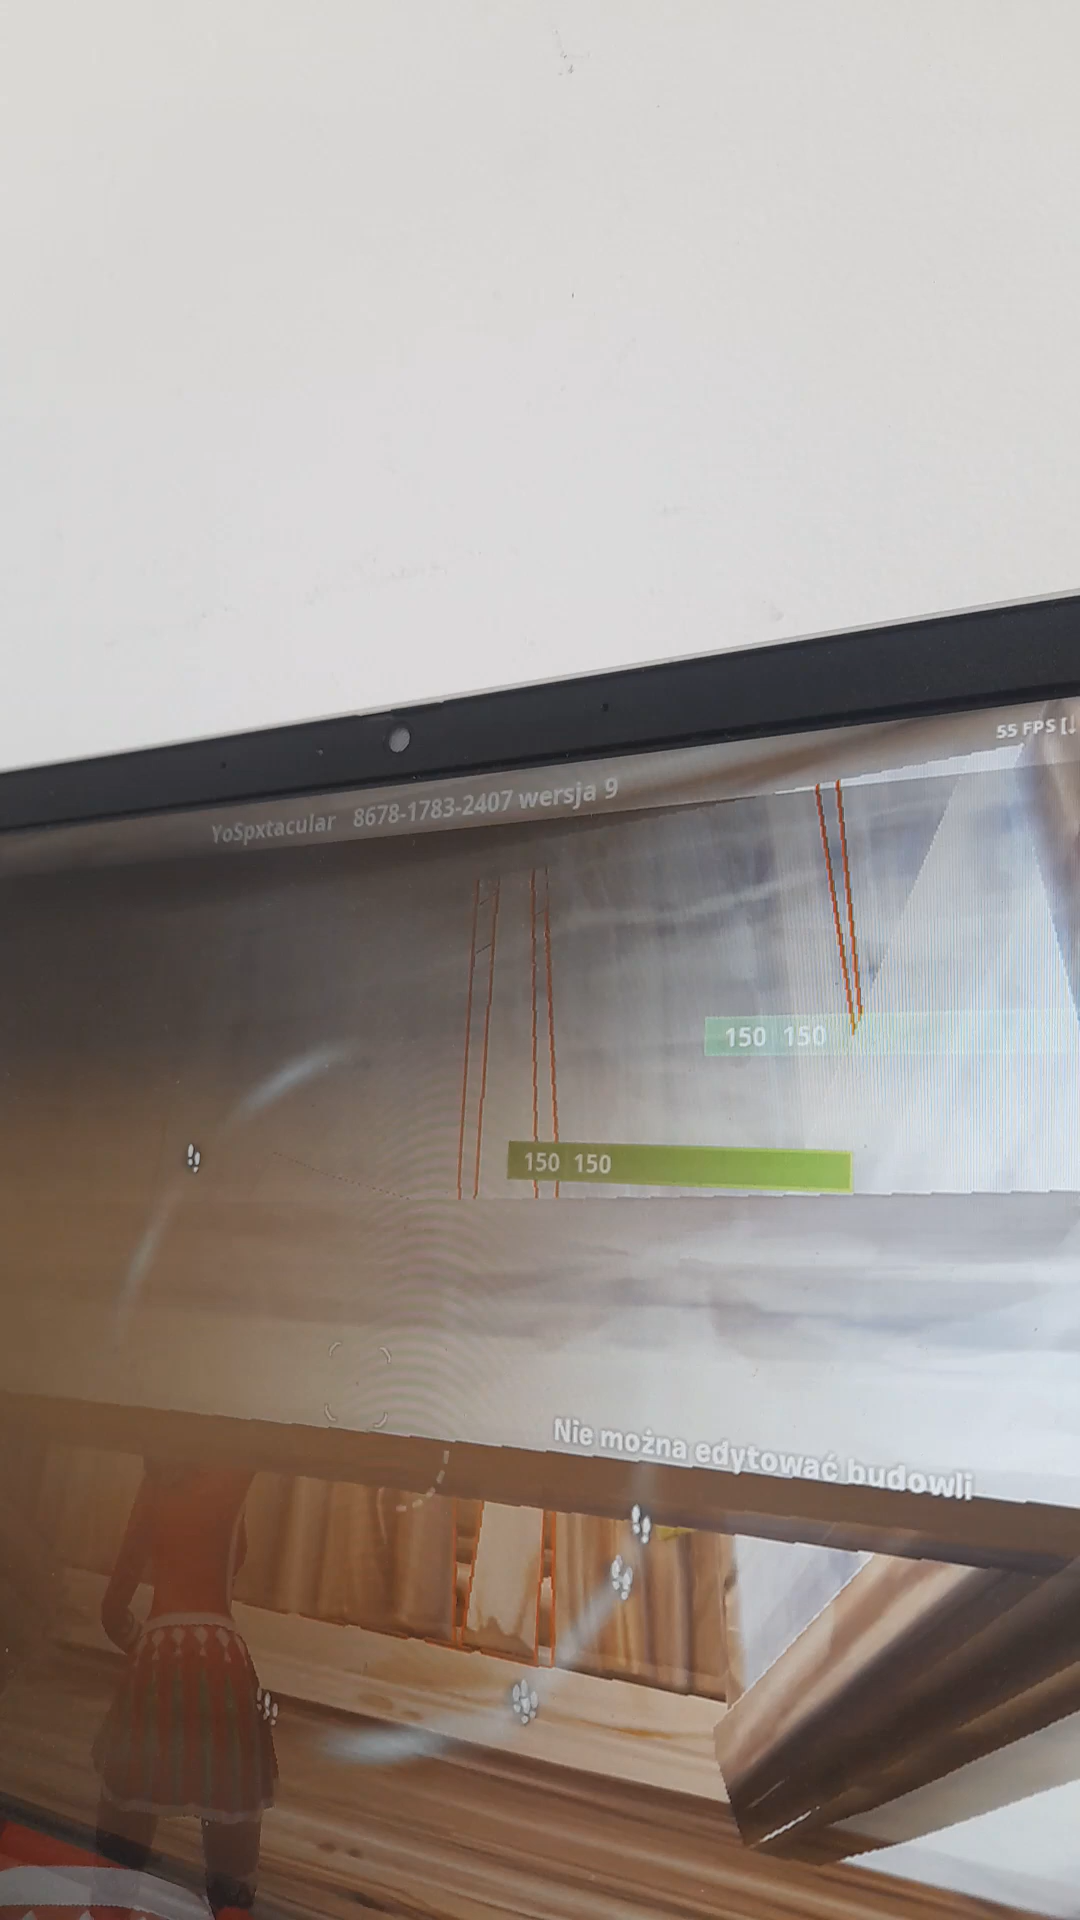 55 FPS [
YoSpxtacular 8678-1783-2407 wersja 9
150 150
150 150
Nie można edytować budowli